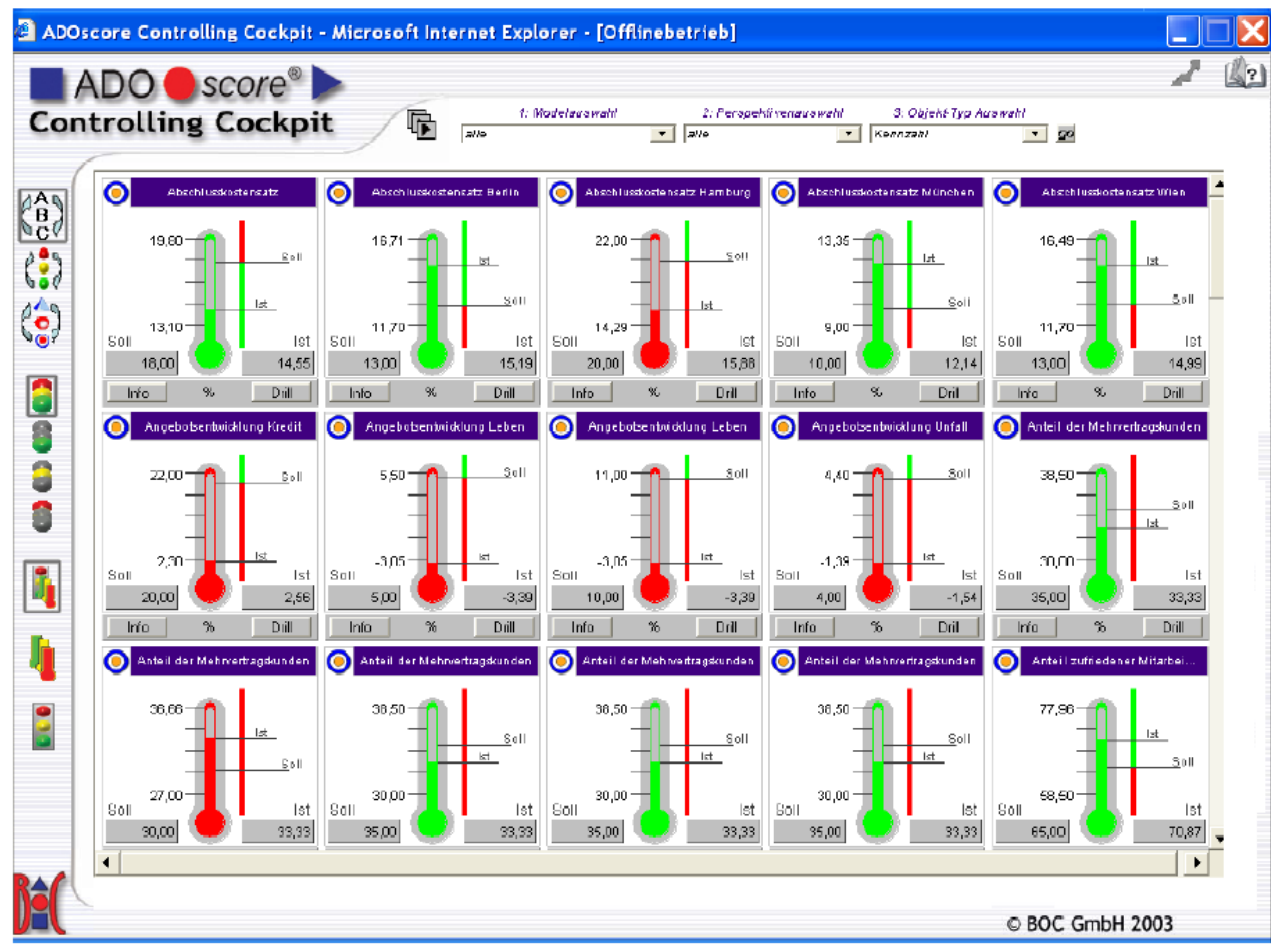 ADOscore Controlling Cockpit - Microsoft Internet Explorer - [Offlinebetrieb]
ADO score®
Controlling Cockpit
1: Modelauswahl 2: Perspektivenauswahl 3: Objekt-Typ Auswahl
alle alle Kennzahl go
A
B
C
Abschlusskostensatz Abschlusskostensatz Berlin Abschlusskostensatz Hamburg Abschlusskostensatz München Abschlusskostensatz Wien
19,80 16,71 22,00 13,35 16,49
Soll Ist Soll Ist Ist
Ist Soll Ist Soll Soll
13,10 11,70 14,29 9,00 11,70
Soll Ist Soll Ist Soll Ist Soll Ist Soll Ist
18,00 14,55 13,00 15,19 20,00 15,88 10,00 12,14 13,00 14,99
Info % Drill Info % Drill Info % Drill Info % Drill Info % Drill
Angebotsentwicklung Kredit Angebotsentwicklung Leben Angebotsentwicklung Leben Angebotsentwicklung Unfall Anteil der Mehrvertragskunden
22,00 5,50 11,00 4,40 38,50
Soll Soll Soll Soll Soll
Ist Ist Ist Ist Ist
2,30 -3,05 -3,05 -1,39 30,00
Soll Ist Soll Ist Soll Ist Soll Ist Soll Ist
20,00 2,56 5,00 -3,39 10,00 -3,39 4,00 -1,54 35,00 33,33
Info % Drill Info % Drill Info % Drill Info % Drill Info % Drill
Anteil der Mehrvertragskunden Anteil der Mehrvertragskunden Anteil der Mehrvertragskunden Anteil der Mehrvertragskunden Anteil zufriedener Mitarbei...
36,66 38,50 38,50 38,50 77,96
Ist Soll Soll Soll Ist
Soll Ist Ist Ist Soll
27,00 30,00 30,00 30,00 58,50
Soll Ist Soll Ist Soll Ist Soll Ist Soll Ist
30,00 33,33 35,00 33,33 35,00 33,33 35,00 33,33 65,00 70,87
BOC
© BOC GmbH 2003